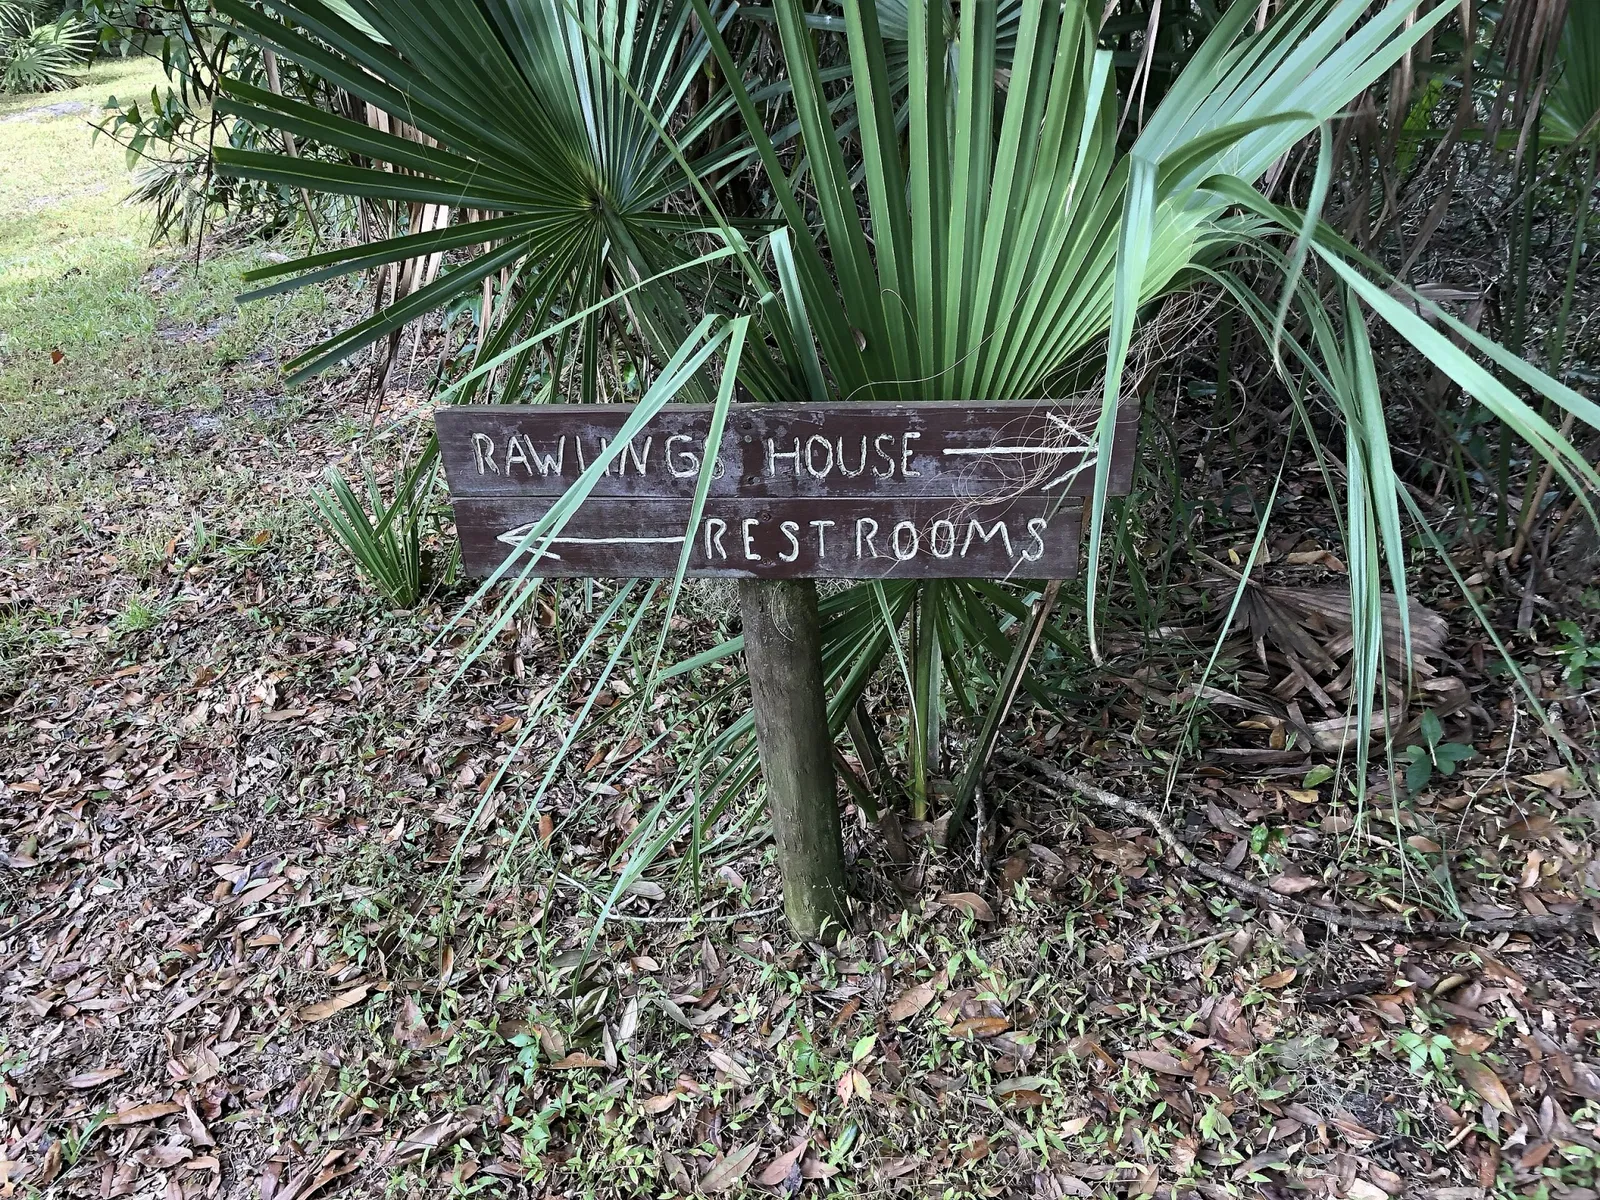 RAWLINGS HOUSE →
← RESTROOMS